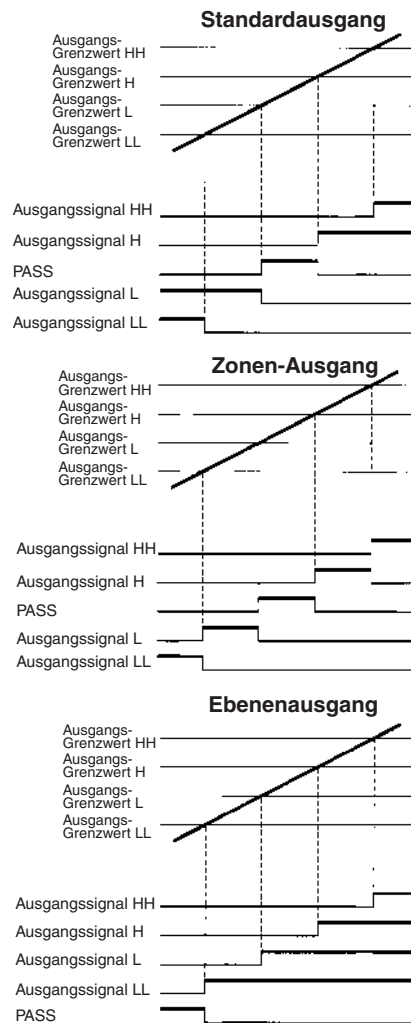 Standardausgang
Ausgangs-
Grenzwert HH
Ausgangs-
Grenzwert H
Ausgangs-
Grenzwert L
Ausgangs-
Grenzwert LL
Ausgangssignal HH
Ausgangssignal H
PASS
Ausgangssignal L
Ausgangssignal LL
Zonen-Ausgang
Ausgangs-
Grenzwert HH
Ausgangs-
Grenzwert H
Ausgangs-
Grenzwert L
Ausgangs-
Grenzwert LL
Ausgangssignal HH
Ausgangssignal H
PASS
Ausgangssignal L
Ausgangssignal LL
Ebenenausgang
Ausgangs-
Grenzwert HH
Ausgangs-
Grenzwert H
Ausgangs-
Grenzwert L
Ausgangs-
Grenzwert LL
Ausgangssignal HH
Ausgangssignal H
Ausgangssignal L
Ausgangssignal LL
PASS